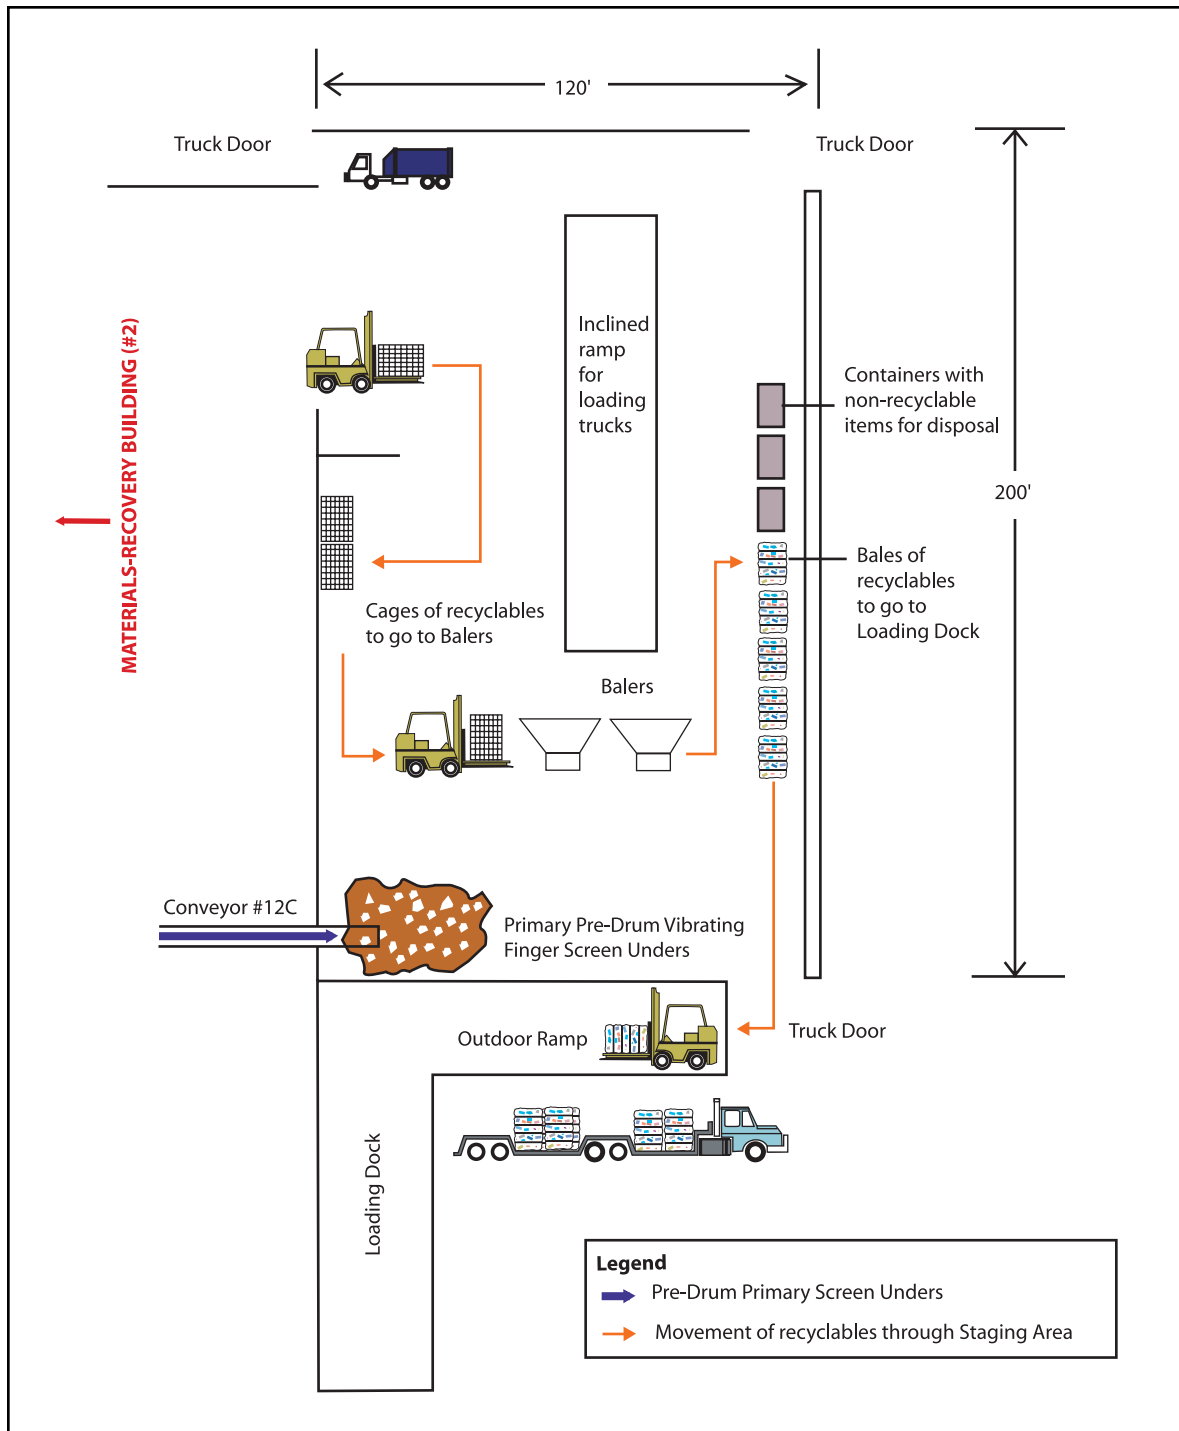 120'
Truck Door
Truck Door
MATERIALS-RECOVERY BUILDING (#2)
Inclined
ramp
for
loading
trucks
Containers with
non-recyclable
items for disposal
200'
Bales of
recyclables
to go to
Loading Dock
Cages of recyclables
to go to Balers
Balers
Conveyor #12C
Primary Pre-Drum Vibrating
Finger Screen Unders
Outdoor Ramp
Truck Door
Loading Dock
Legend
Pre-Drum Primary Screen Unders
Movement of recyclables through Staging Area